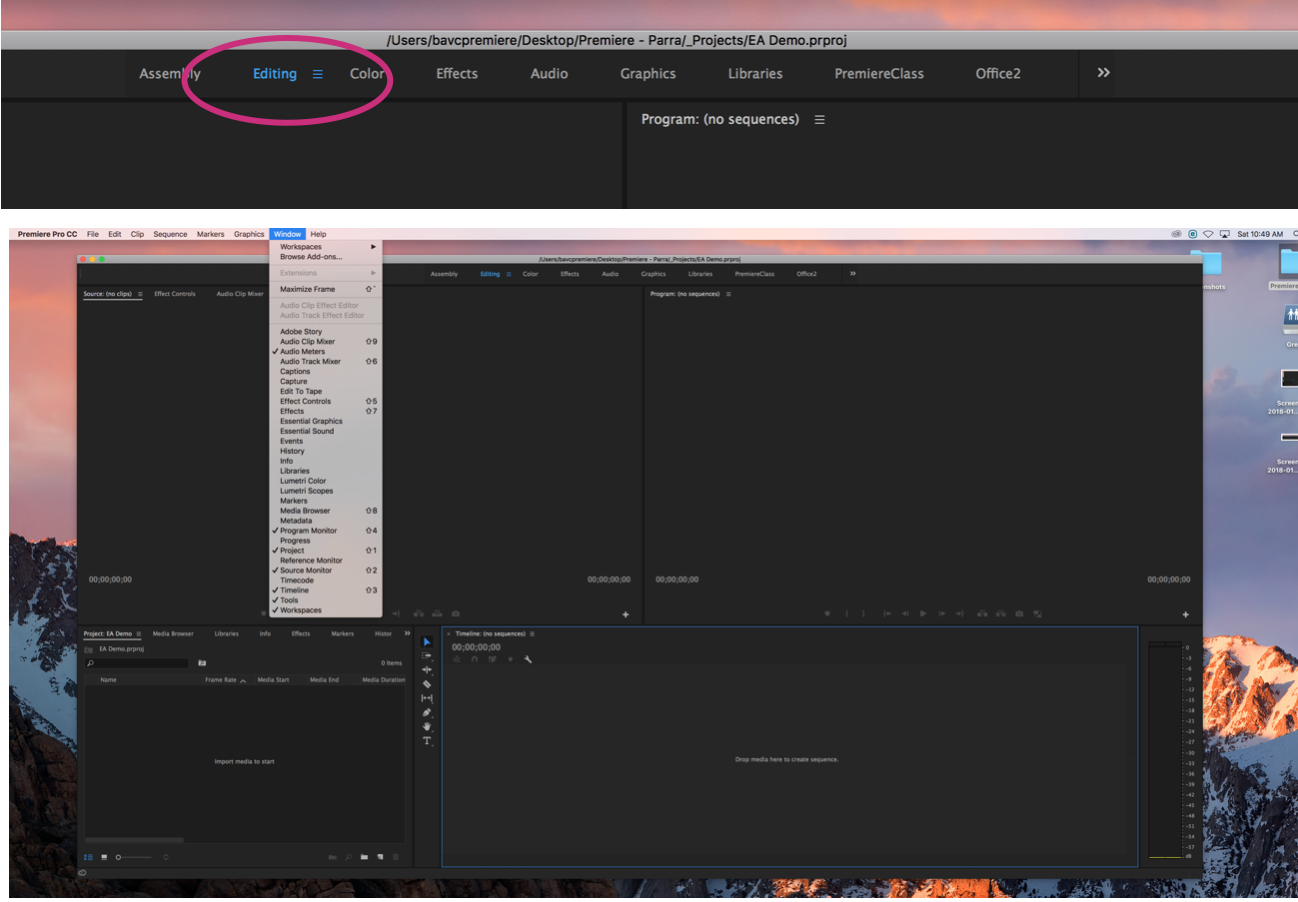 /Users/bavcpremiere/Desktop/Premiere - Parra/_Projects/EA Demo.prproj
Assembly Editing Color Effects Audio Graphics Libraries PremiereClass Office2
Program: (no sequences)
Premiere Pro CC File Edit Clip Sequence Markers Graphics Window Help
Sat 10:49 AM
Workspaces
Browse Add-ons...
Extensions
Maximize Frame ⇧`
Audio Clip Effect Editor
Audio Track Effect Editor
Adobe Story
Audio Clip Mixer ⇧9
✓ Audio Meters
Audio Track Mixer ⇧6
Captions
Capture
Edit To Tape
Effect Controls ⇧5
Effects ⇧7
Essential Graphics
Essential Sound
Events
History
Info
Libraries
Lumetri Color
Lumetri Scopes
Markers
Media Browser ⇧8
Metadata
✓ Program Monitor ⇧4
Progress
✓ Project ⇧1
Reference Monitor
✓ Source Monitor ⇧2
Timecode
✓ Timeline ⇧3
✓ Tools
✓ Workspaces
/Users/bavcpremiere/Desktop/Premiere - Parra/_Projects/EA Demo.prproj
Assembly Editing Color Effects Audio Graphics Libraries PremiereClass Office2
Source: (no clips) Effect Controls Audio Clip Mixer
Program: (no sequences)
00;00;00;00 00;00;00;00
00;00;00;00 00;00;00;00
Project: EA Demo Media Browser Libraries Info Effects Markers Histor
EA Demo.prproj
0 Items
Name Frame Rate Media Start Media End Media Duration
Import media to start
Timeline: (no sequences)
00;00;00;00
Drop media here to create sequence.
0
-3
-6
-9
-12
-15
-18
-21
-24
-27
-30
-33
-36
-39
-42
-45
-48
-51
-54
-57
dB
nshots
Premiere
Gre
Screen
2018-01...
Screen
2018-01...